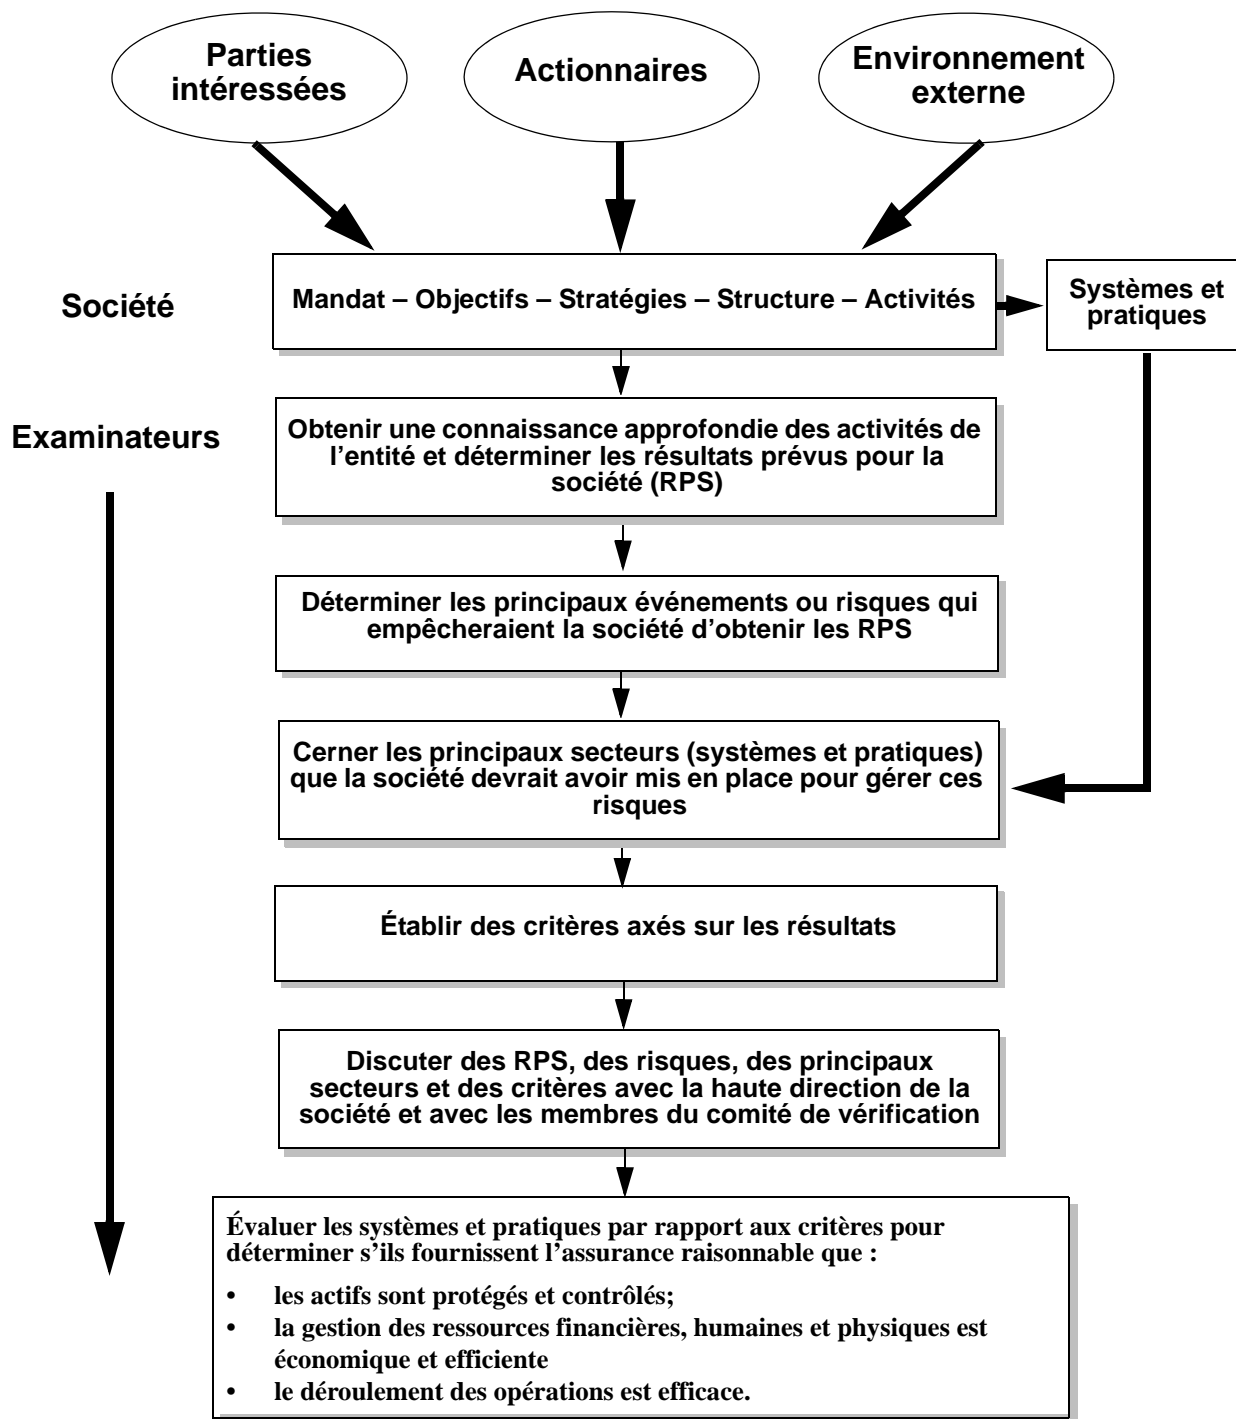 Parties
intéressées
Actionnaires
Environnement
externe
Société
Mandat – Objectifs – Stratégies – Structure – Activités
Systèmes et
pratiques
Examinateurs
Obtenir une connaissance approfondie des activités de
l'entité et déterminer les résultats prévus pour la
société (RPS)
Déterminer les principaux événements ou risques qui
empêcheraient la société d'obtenir les RPS
Cerner les principaux secteurs (systèmes et pratiques)
que la société devrait avoir mis en place pour gérer ces
risques
Établir des critères axés sur les résultats
Discuter des RPS, des risques, des principaux
secteurs et des critères avec la haute direction de la
société et avec les membres du comité de vérification
Évaluer les systèmes et pratiques par rapport aux critères pour
déterminer s'ils fournissent l'assurance raisonnable que :
• les actifs sont protégés et contrôlés;
• la gestion des ressources financières, humaines et physiques est
économique et efficiente
• le déroulement des opérations est efficace.